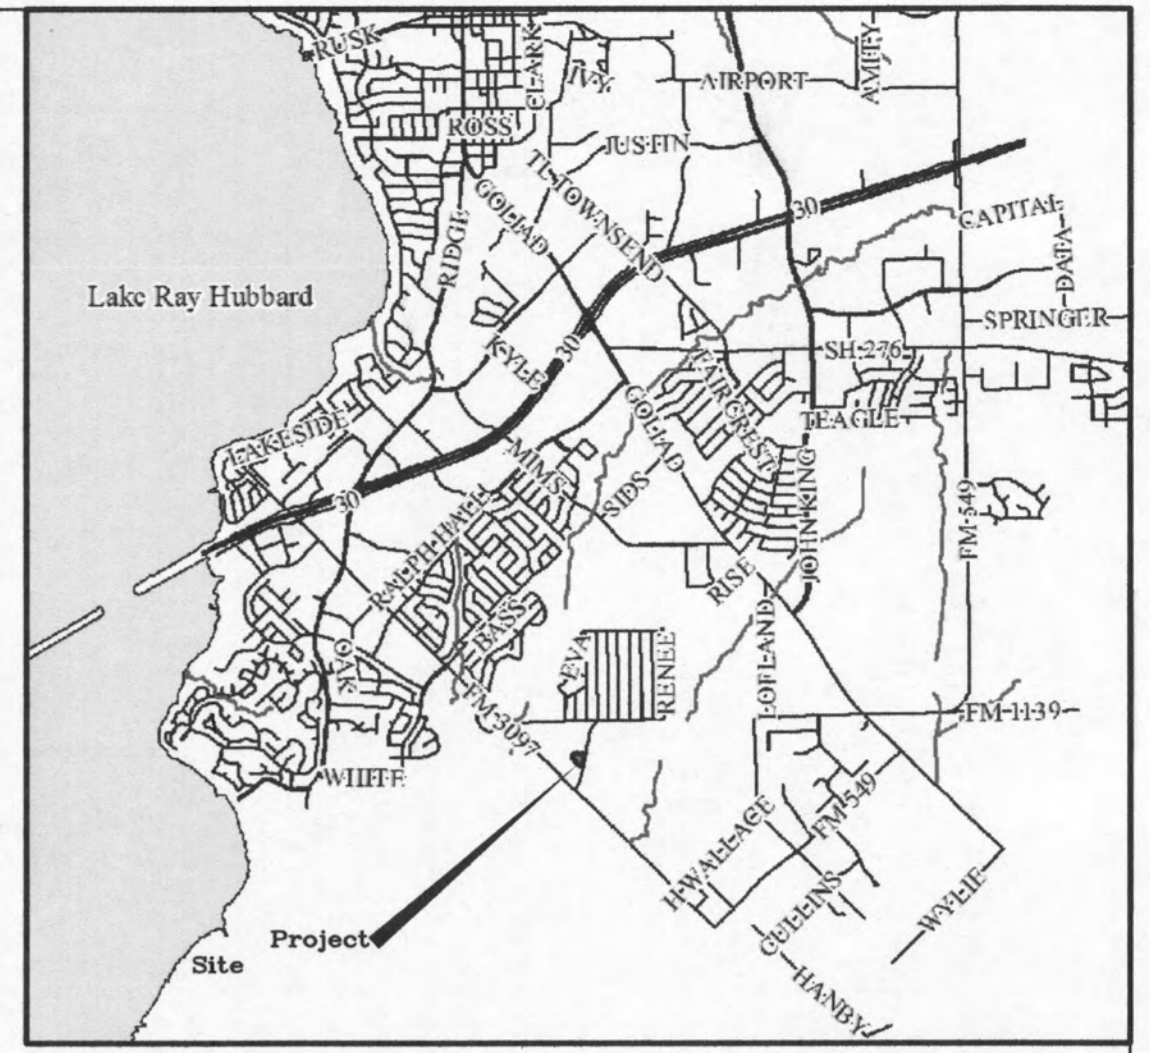 RUSK
CLARK
IVY
AIRPORT
AMITY
ROSS
JUSTIN
TL TOWNSEND
GOLIAD
RIDGE
30
CAPITAL
DATA
Lake Ray Hubbard
SPRINGER
KYLE
30
SH 276
FAIRCREST
GOLIAD
TEAGLE
LAKESIDE
MIMS
SIDS
JOHN KING
FM 549
30
RALPH HALL
RISE
LOFLAND
OAK
BASS
EVA
RENEE
FM 3097
FM 1139
WHITE
H WALLACE
FM 549
CULLINS
WYLIE
HANBY
Project
Site